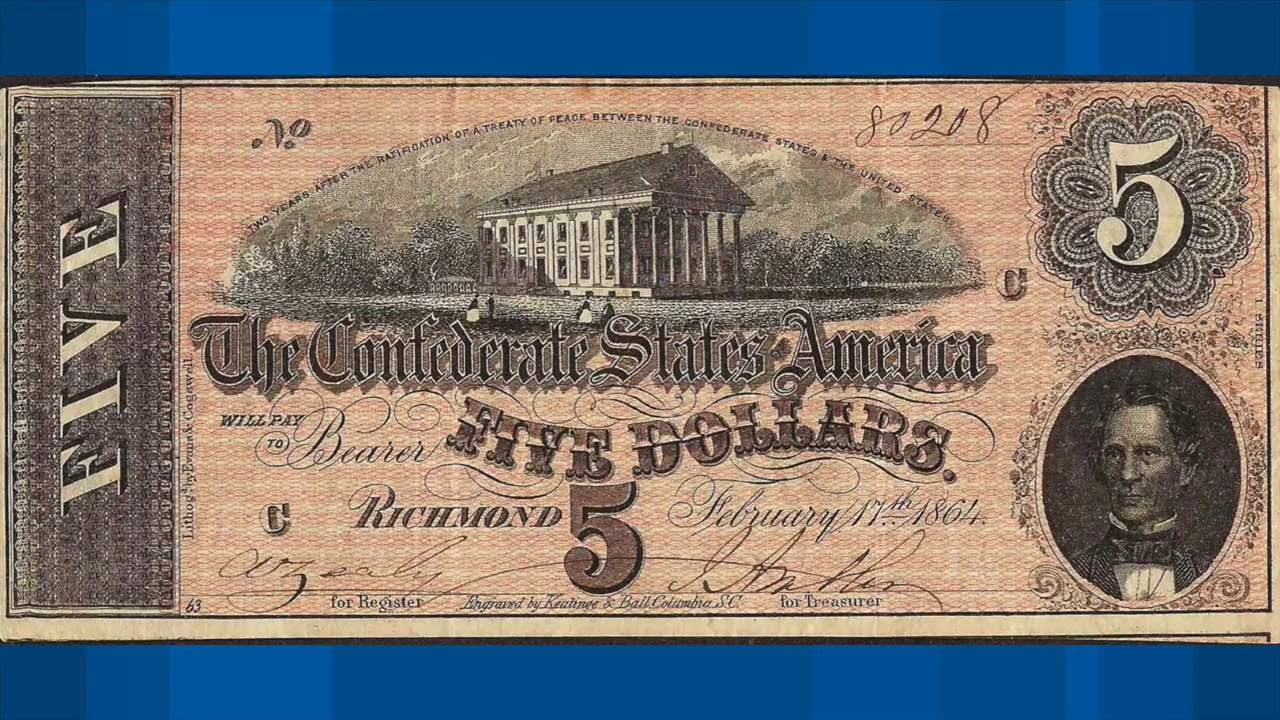 No
80208
5
TWO YEARS AFTER THE RATIFICATION OF A TREATY OF PEACE BETWEEN THE CONFEDERATE STATES & THE UNITED STATES
FIVE
C
The Confederate States of America
WILL PAY
TO Bearer FIVE DOLLARS.
C RICHMOND 5 February 17th 1864.
for Register
Engraved by Keatinge & Ball, Columbia S.C
for Treasurer
63
Lithog'd by Evans & Cogswell
1 SERIES